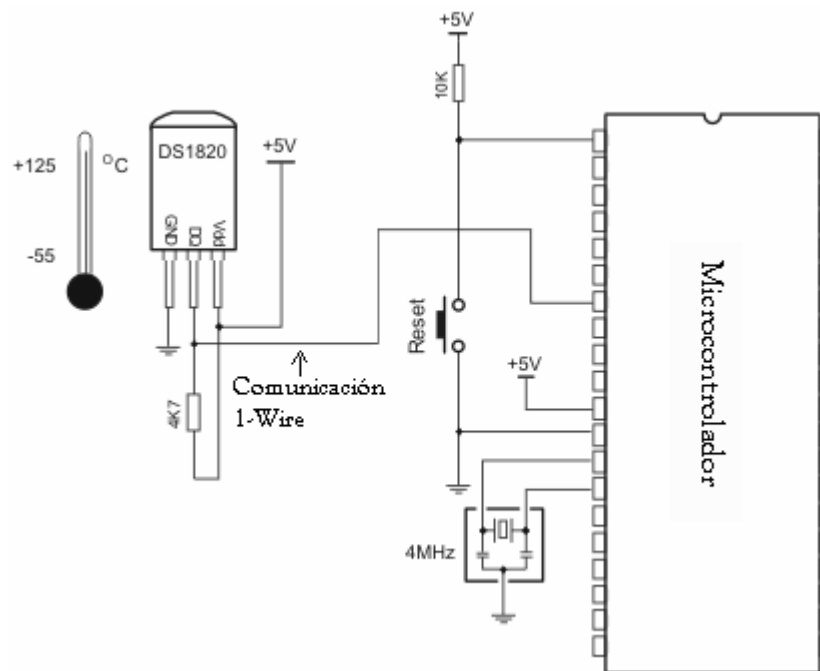 +5V
10K
DS1820
+5V
+125
°C
GND
DQ
Vdd
-55
Microcontrolador
Reset
+5V
Comunicación
1-Wire
4K7
4MHz